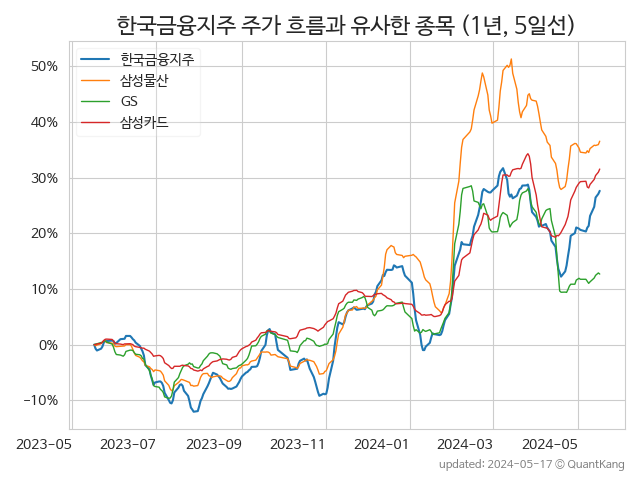 한국금융지주 주가 흐름과 유사한 종목 (1년, 5일선)
한국금융지주
삼성물산
GS
삼성카드
50%
40%
30%
20%
10%
0%
−10%
2023-05
2023-07
2023-09
2023-11
2024-01
2024-03
2024-05
updated: 2024-05-17 © QuantKang